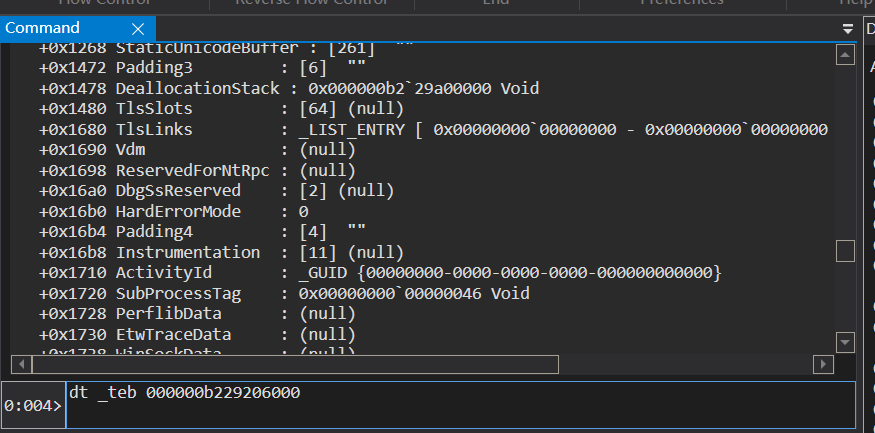 Flow Control Reverse Flow Control End Preferences Help
Command
+0x1268 StaticUnicodeBuffer : [261]  ""
+0x1472 Padding3         : [6]  ""
+0x1478 DeallocationStack : 0x000000b2`29a00000 Void
+0x1480 TlsSlots         : [64] (null)
+0x1680 TlsLinks         : _LIST_ENTRY [ 0x00000000`00000000 - 0x00000000`00000000
+0x1690 Vdm              : (null)
+0x1698 ReservedForNtRpc : (null)
+0x16a0 DbgSsReserved    : [2] (null)
+0x16b0 HardErrorMode    : 0
+0x16b4 Padding4         : [4]  ""
+0x16b8 Instrumentation  : [11] (null)
+0x1710 ActivityId       : _GUID {00000000-0000-0000-0000-000000000000}
+0x1720 SubProcessTag    : 0x00000000`00000046 Void
+0x1728 PerflibData      : (null)
+0x1730 EtwTraceData     : (null)
+0x1738 WinSockData      : (null)
0:004> dt _teb 000000b229206000